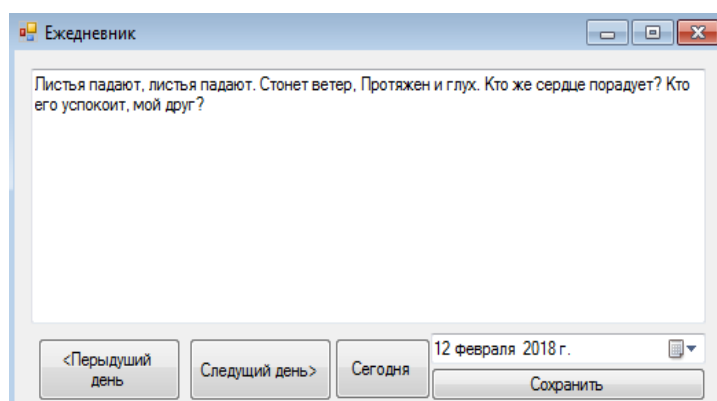 Ежедневник
Листья падают, листья падают. Стонет ветер, Протяжен и глух. Кто же сердце порадует? Кто
его успокоит, мой друг?
<Перыдуший
день
Следущий день>
Сегодня
12 февраля 2018 г.
Сохранить